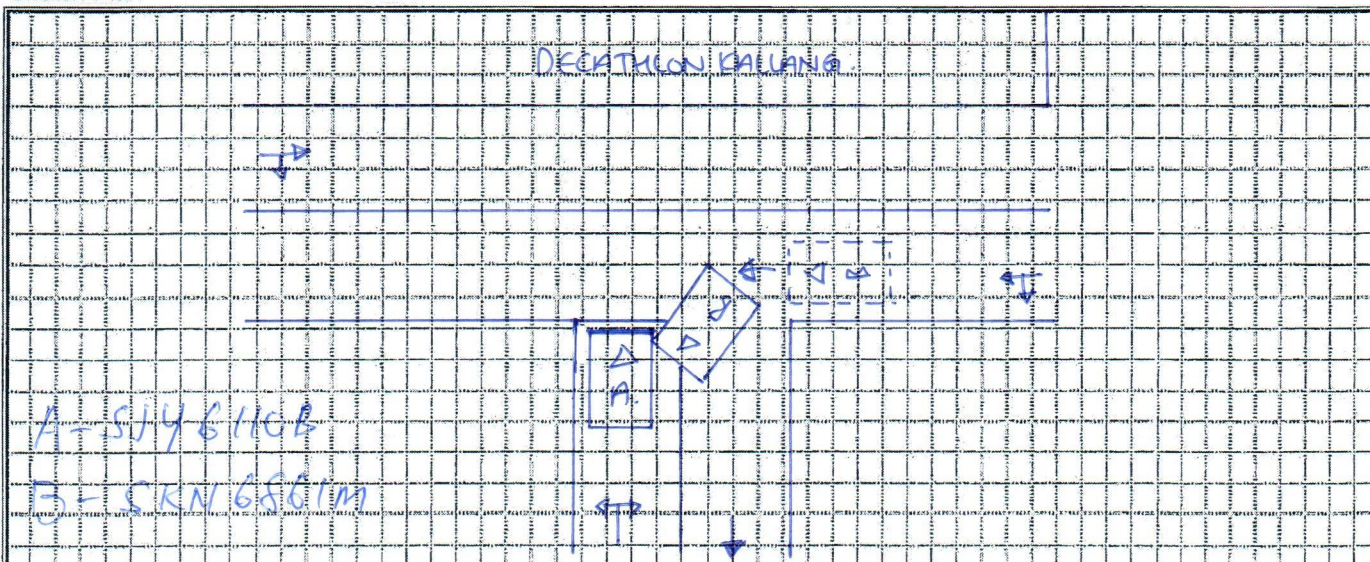 DECATHLON KALLANG.
B
B
A.
A - SJY6110B
B - SKN6861M